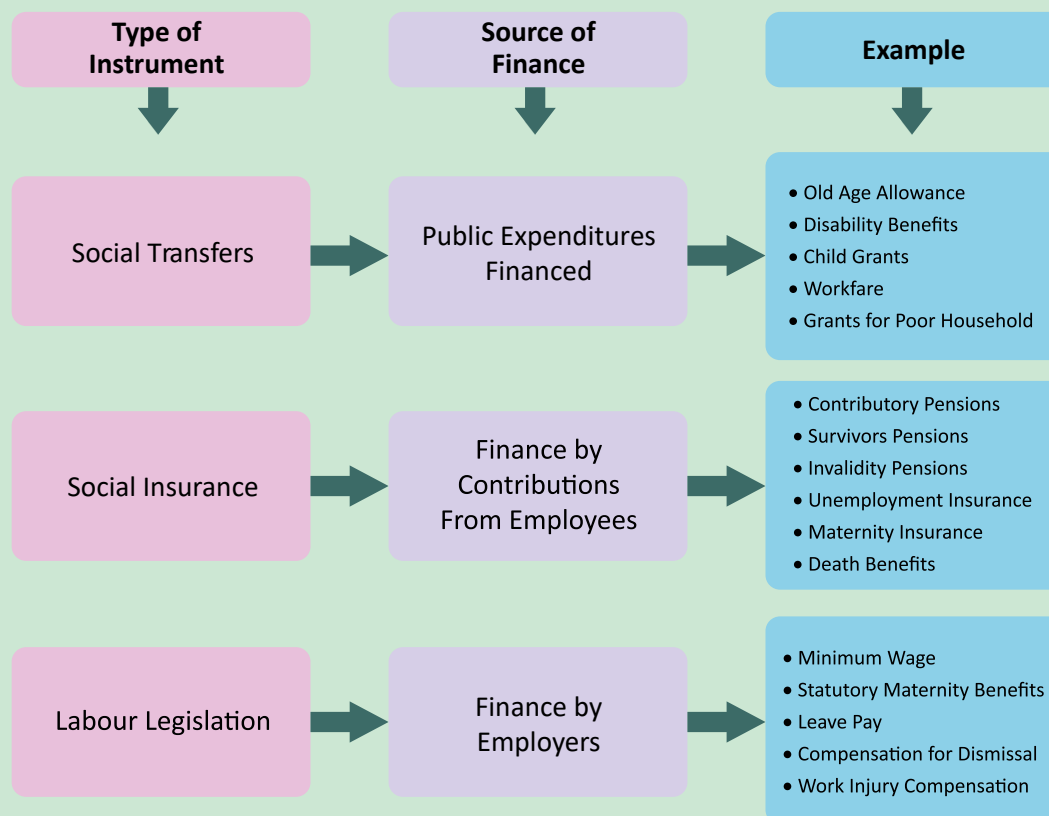 Type of
Instrument
Source of
Finance
Example
Social Transfers
Public Expenditures
Financed
• Old Age Allowance
• Disability Benefits
• Child Grants
• Workfare
• Grants for Poor Household
Social Insurance
Finance by
Contributions
From Employees
• Contributory Pensions
• Survivors Pensions
• Invalidity Pensions
• Unemployment Insurance
• Maternity Insurance
• Death Benefits
Labour Legislation
Finance by
Employers
• Minimum Wage
• Statutory Maternity Benefits
• Leave Pay
• Compensation for Dismissal
• Work Injury Compensation